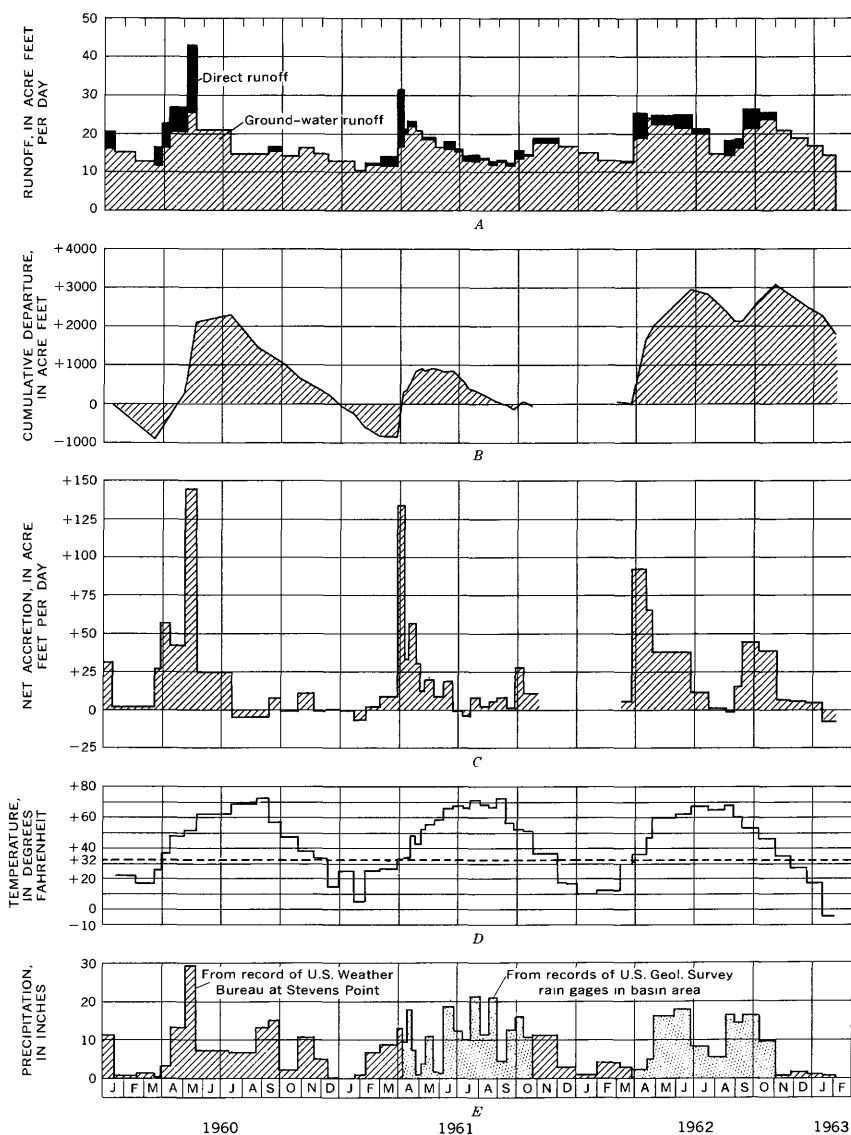 50
40
30
20
10
0
RUNOFF, IN ACRE FEET
PER DAY
Direct runoff
Ground-water runoff
A
+4000
+3000
+2000
+1000
0
−1000
CUMULATIVE DEPARTURE,
IN ACRE FEET
B
+150
+125
+100
+75
+50
+25
0
−25
NET ACCRETION, IN ACRE
FEET PER DAY
C
+80
+60
+40
+32
+20
0
−10
TEMPERATURE,
IN DEGREES
FAHRENHEIT
D
30
20
10
0
PRECIPITATION,
IN INCHES
From record of U.S. Weather
Bureau at Stevens Point
From records of U.S. Geol. Survey
rain gages in basin area
J F M A M J J A S O N D J F M A M J J A S O N D J F M A M J J A S O N D J F
E
1960 1961 1962 1963